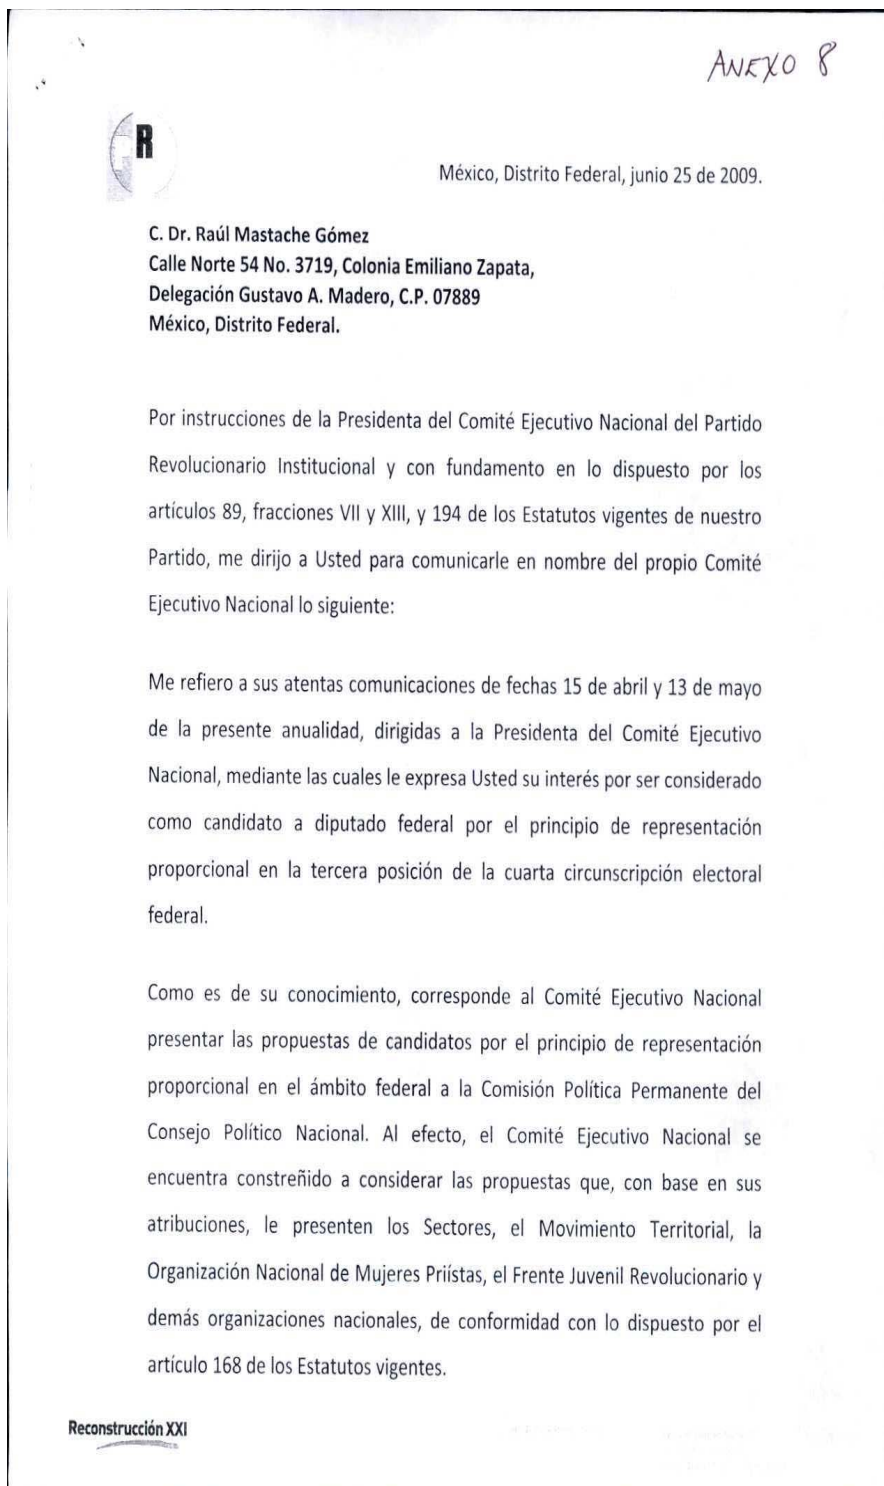 ANEXO 8
R
México, Distrito Federal, junio 25 de 2009.
C. Dr. Raúl Mastache Gómez
Calle Norte 54 No. 3719, Colonia Emiliano Zapata,
Delegación Gustavo A. Madero, C.P. 07889
México, Distrito Federal.
Por instrucciones de la Presidenta del Comité Ejecutivo Nacional del Partido
Revolucionario Institucional y con fundamento en lo dispuesto por los
artículos 89, fracciones VII y XIII, y 194 de los Estatutos vigentes de nuestro
Partido, me dirijo a Usted para comunicarle en nombre del propio Comité
Ejecutivo Nacional lo siguiente:
Me refiero a sus atentas comunicaciones de fechas 15 de abril y 13 de mayo
de la presente anualidad, dirigidas a la Presidenta del Comité Ejecutivo
Nacional, mediante las cuales le expresa Usted su interés por ser considerado
como candidato a diputado federal por el principio de representación
proporcional en la tercera posición de la cuarta circunscripción electoral
federal.
Como es de su conocimiento, corresponde al Comité Ejecutivo Nacional
presentar las propuestas de candidatos por el principio de representación
proporcional en el ámbito federal a la Comisión Política Permanente del
Consejo Político Nacional. Al efecto, el Comité Ejecutivo Nacional se
encuentra constreñido a considerar las propuestas que, con base en sus
atribuciones, le presenten los Sectores, el Movimiento Territorial, la
Organización Nacional de Mujeres Priístas, el Frente Juvenil Revolucionario y
demás organizaciones nacionales, de conformidad con lo dispuesto por el
artículo 168 de los Estatutos vigentes.
Reconstrucción XXI